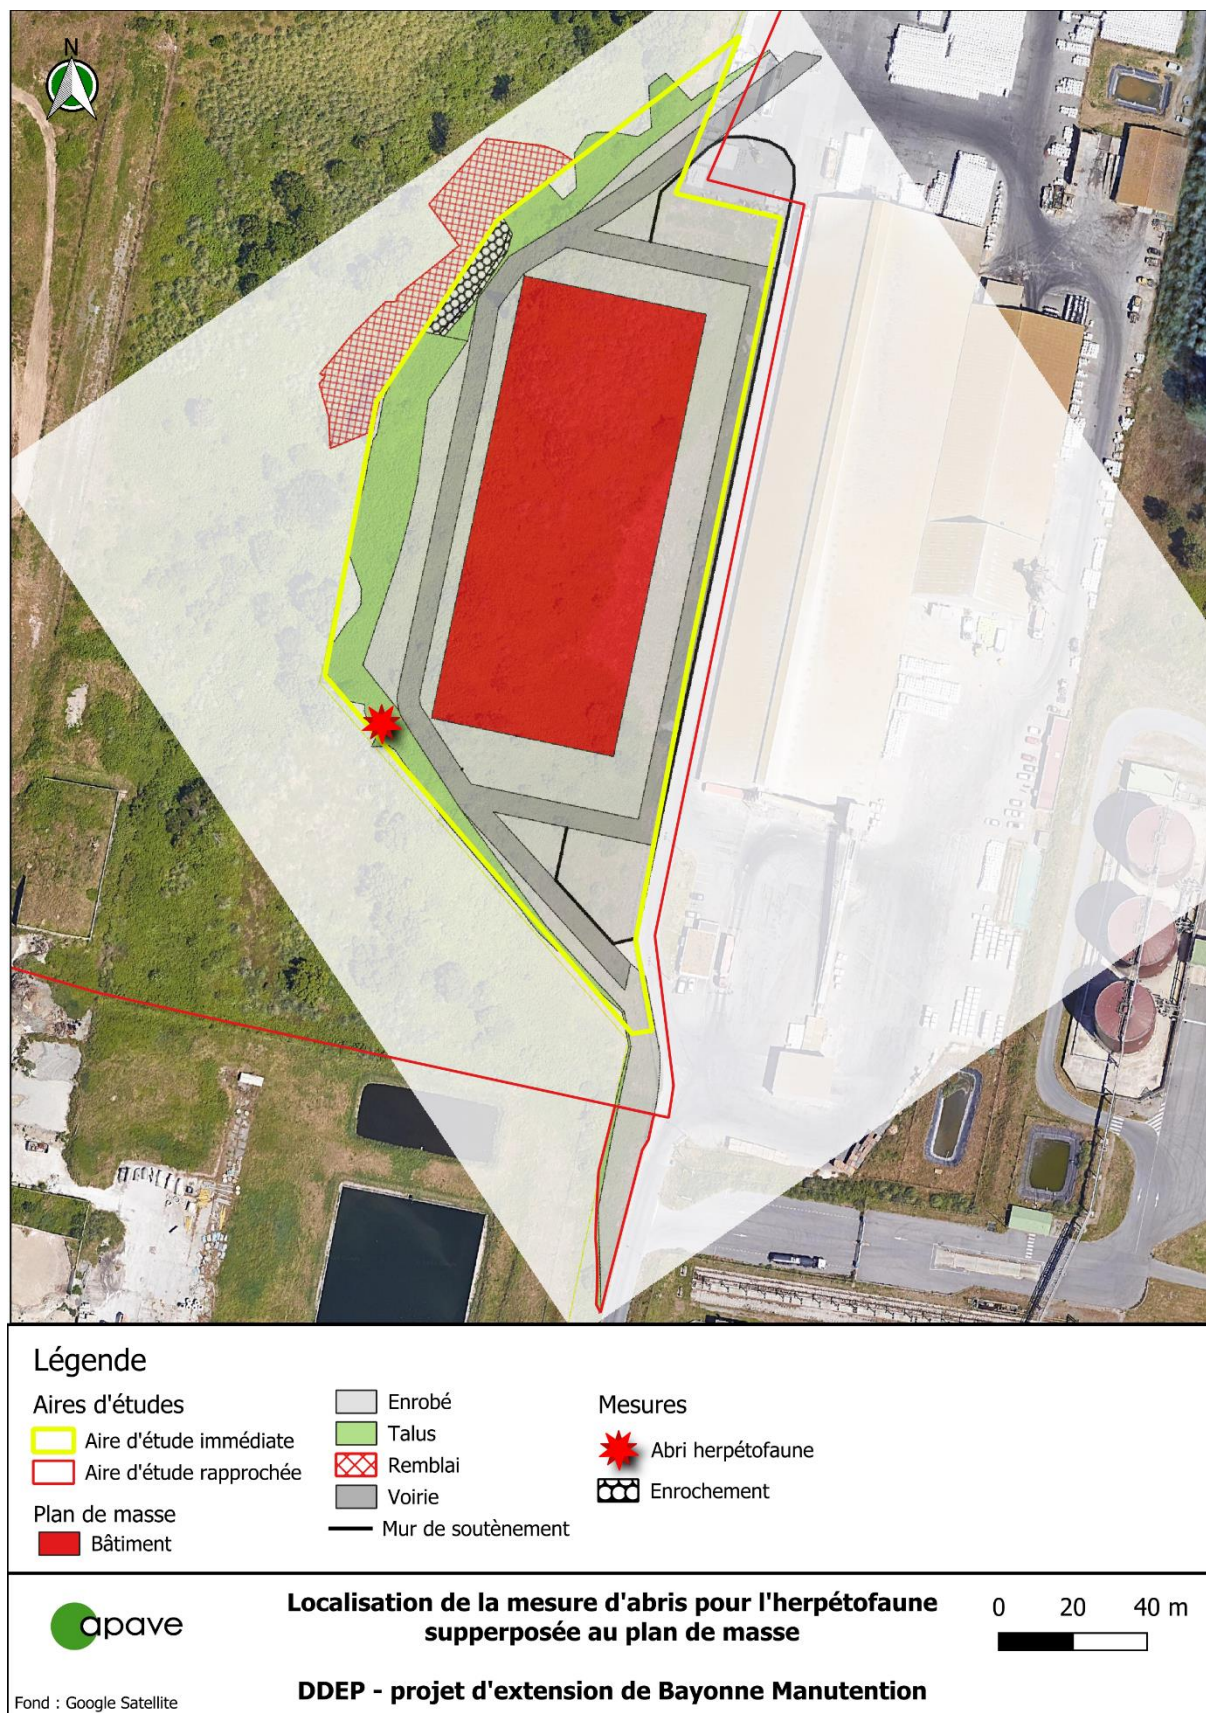 N
Légende
Aires d'études
Aire d'étude immédiate
Aire d'étude rapprochée
Plan de masse
Bâtiment
Enrobé
Talus
Remblai
Voirie
Mur de soutènement
Mesures
Abri herpétofaune
Enrochement
apave
Fond : Google Satellite
Localisation de la mesure d'abris pour l'herpétofaune
supperposée au plan de masse
DDEP - projet d'extension de Bayonne Manutention
0 20 40 m